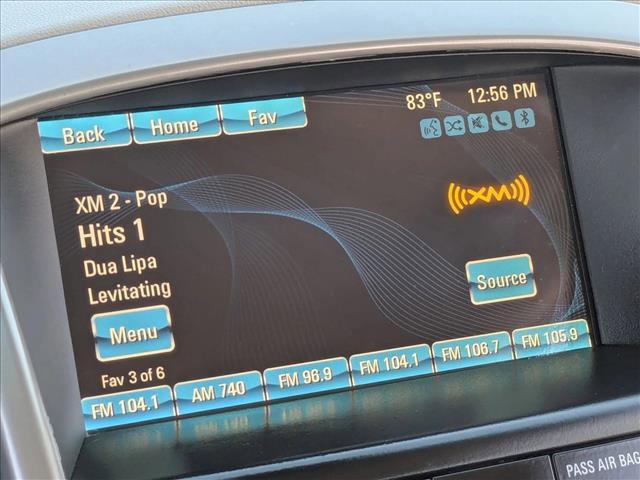 83°F 12:56 PM
Back Home Fav
XM 2 - Pop
Hits 1
((XM))
Dua Lipa
Levitating
Source
Menu
Fav 3 of 6
FM 104.1 AM 740 FM 96.9 FM 104.1 FM 106.7 FM 105.9
PASS AIR BAG